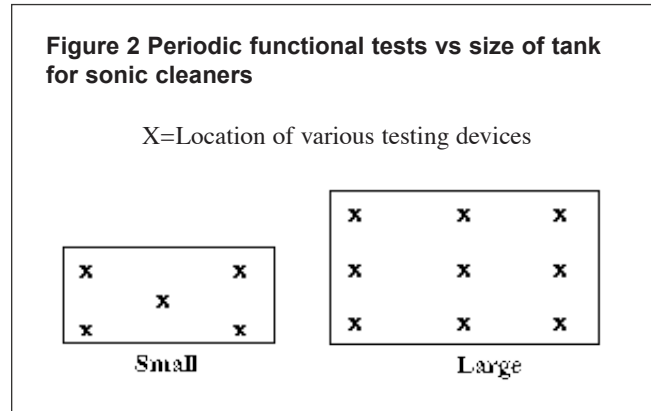 Figure 2 Periodic functional tests vs size of tank
for sonic cleaners
X=Location of various testing devices
x x x
x x
x
x x x
x x
x x x
Small
Large